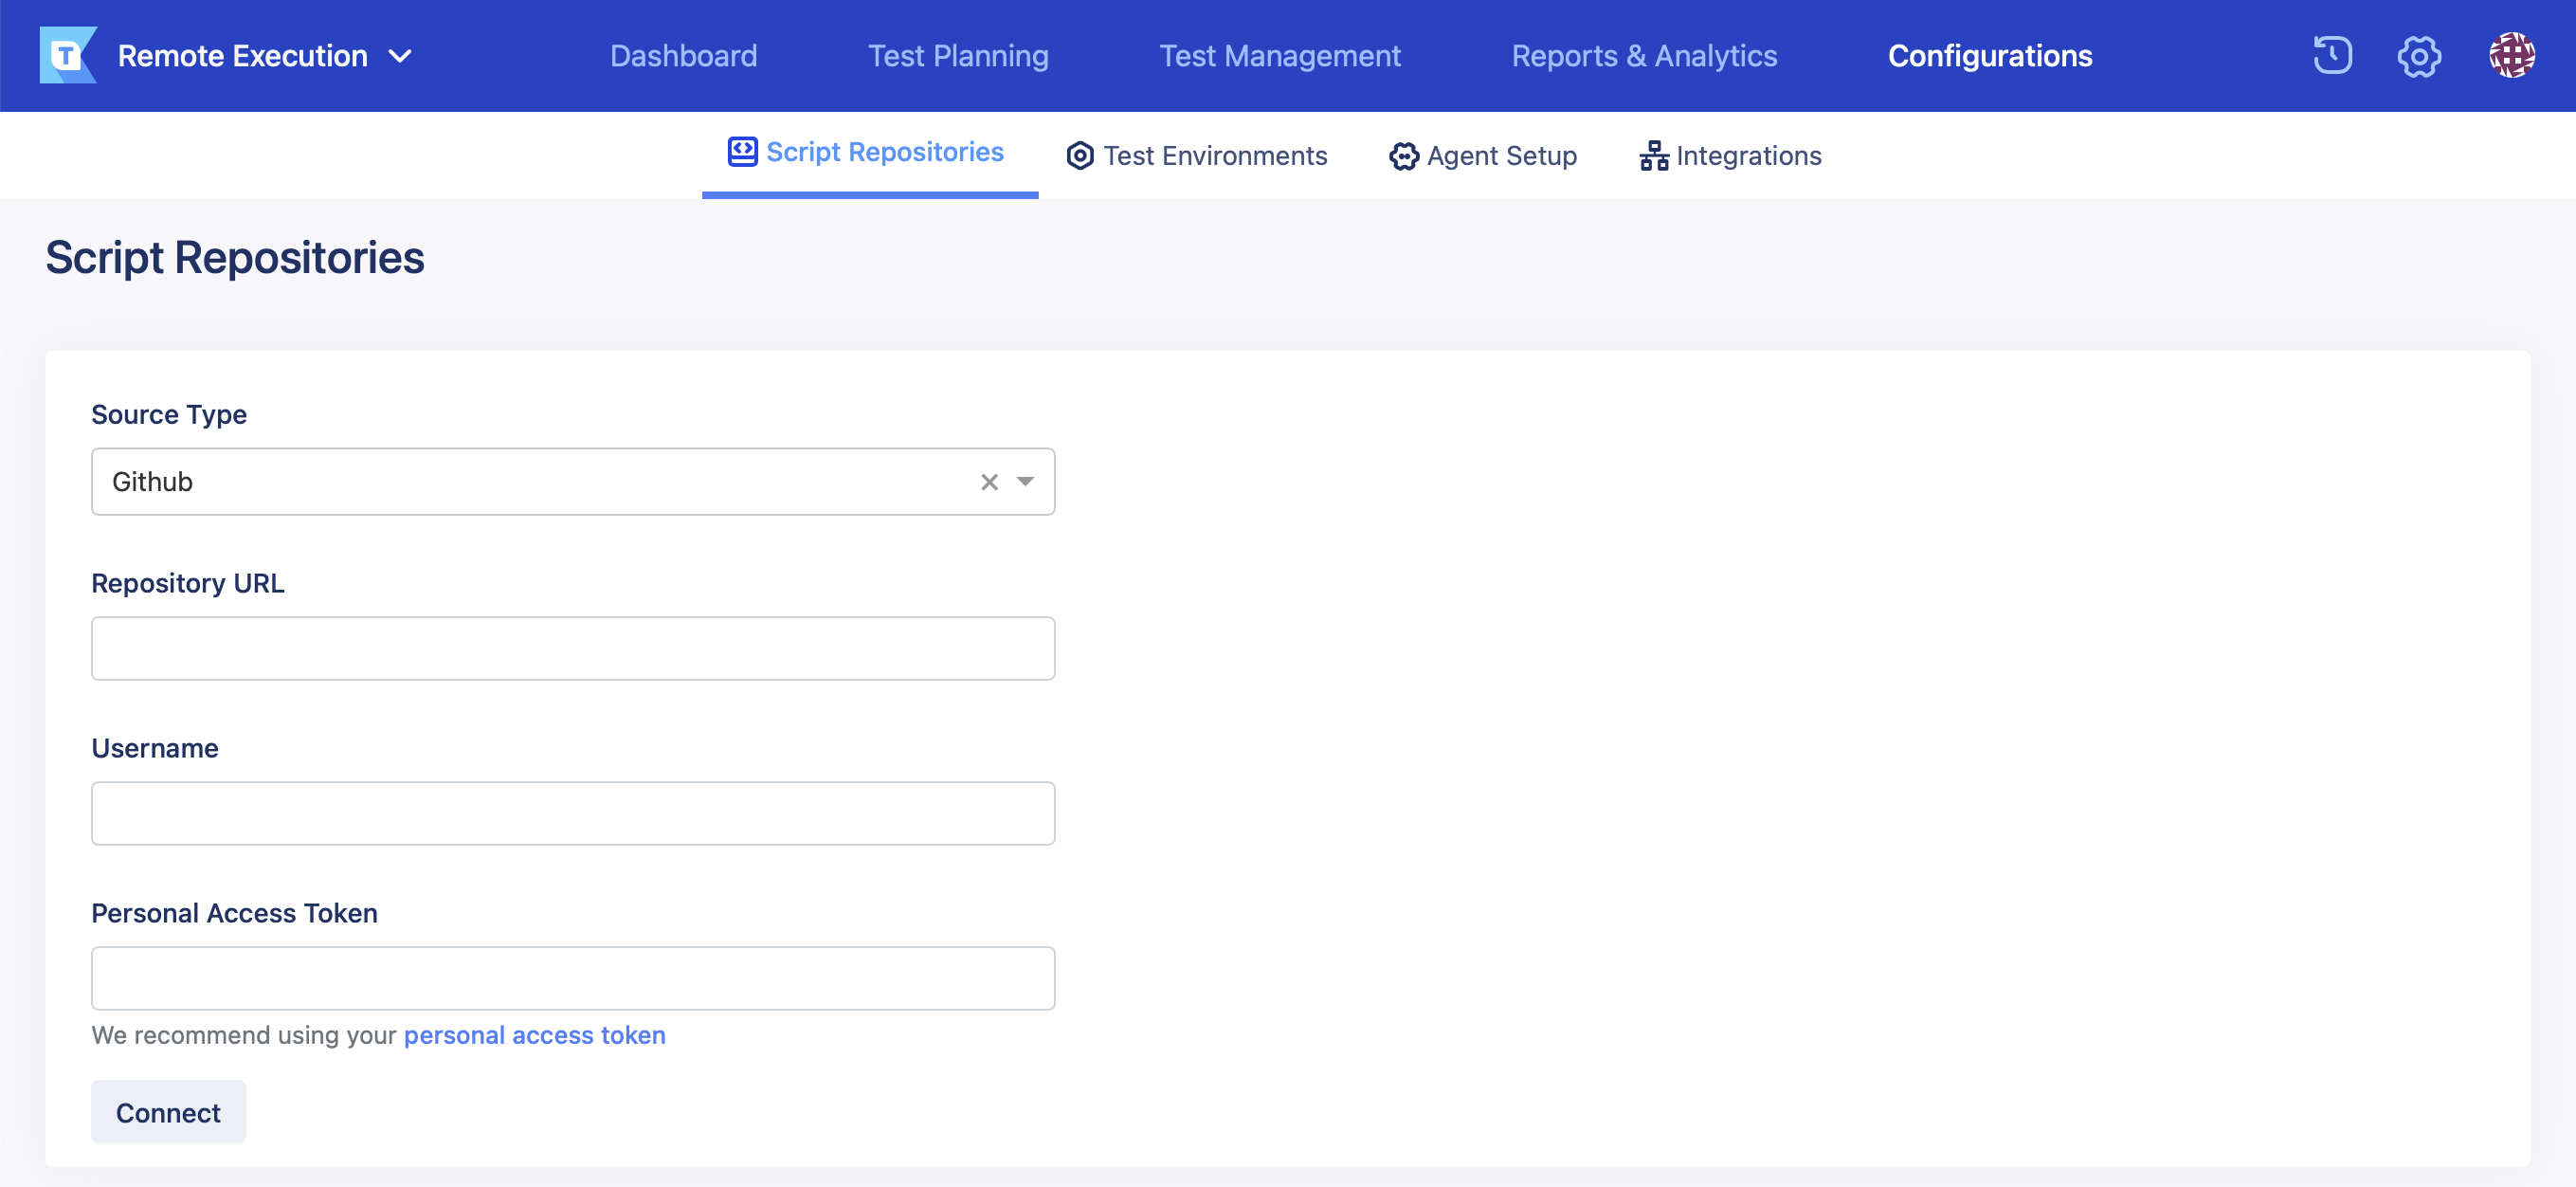 T Remote Execution Dashboard Test Planning Test Management Reports & Analytics Configurations
Script Repositories Test Environments Agent Setup Integrations
Script Repositories
Source Type
Github
Repository URL
Username
Personal Access Token
We recommend using your personal access token
Connect